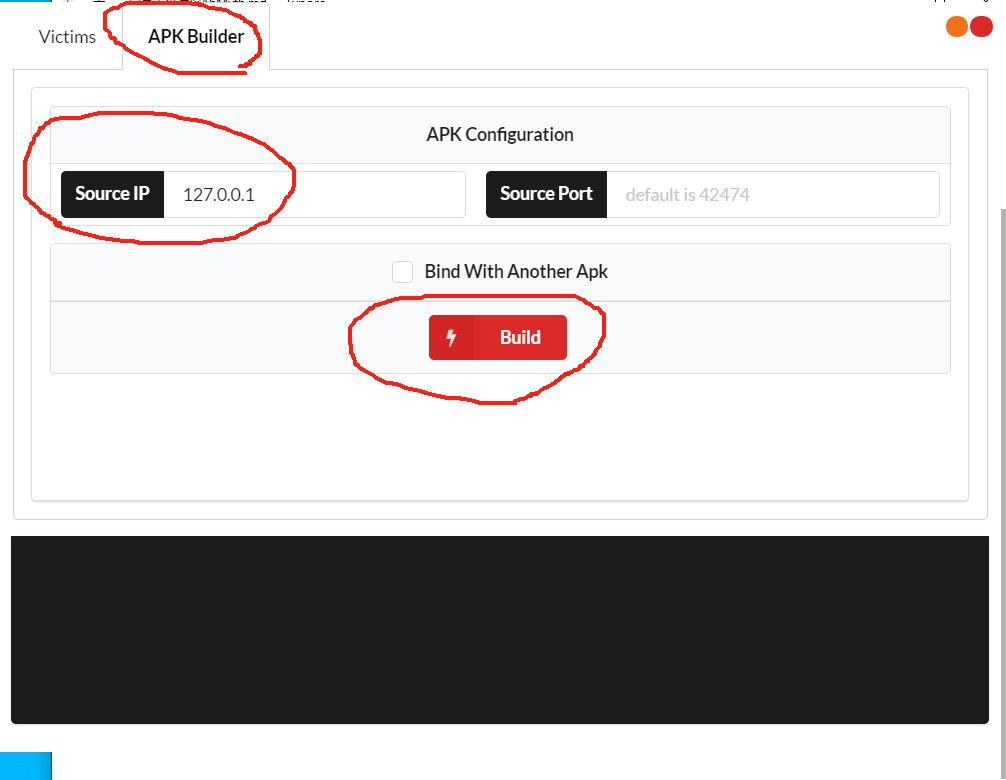 Victims APK Builder
APK Configuration
Source IP 127.0.0.1 Source Port default is 42474
Bind With Another Apk
Build